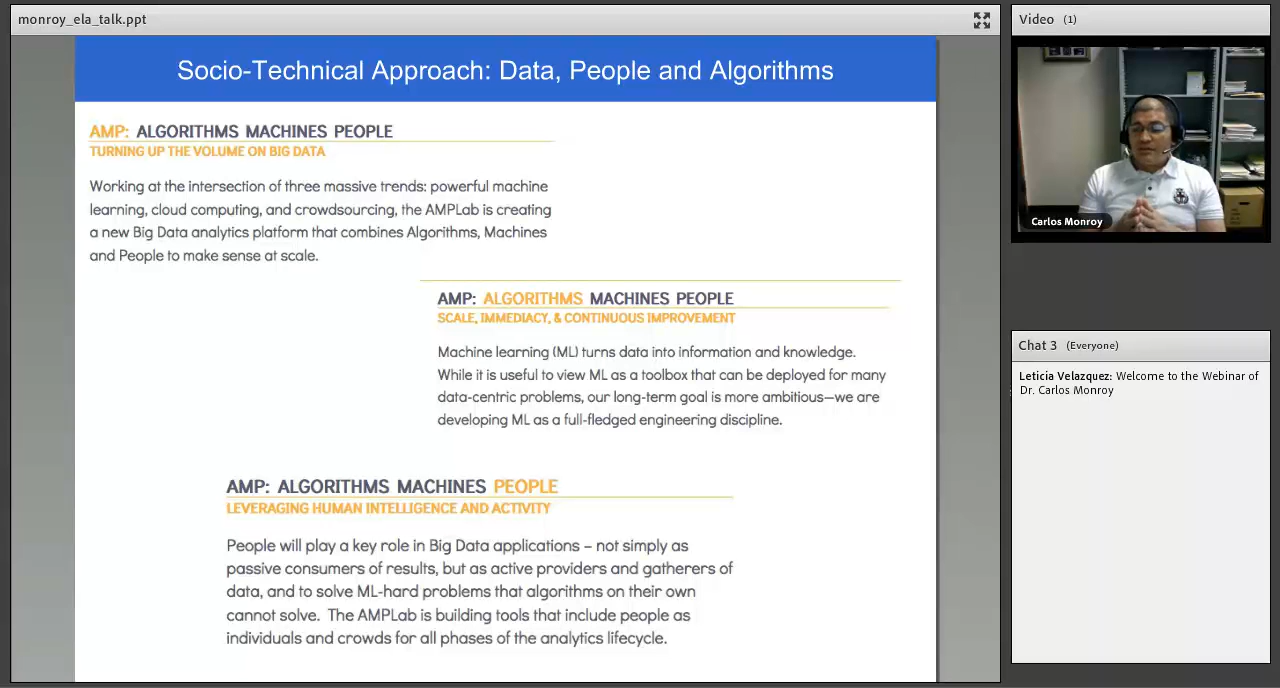 monroy_ela_talk.ppt
Socio-Technical Approach: Data, People and Algorithms
AMP: ALGORITHMS MACHINES PEOPLE
TURNING UP THE VOLUME ON BIG DATA
Working at the intersection of three massive trends: powerful machine
learning, cloud computing, and crowdsourcing, the AMPLab is creating
a new Big Data analytics platform that combines Algorithms, Machines
and People to make sense at scale.
AMP: ALGORITHMS MACHINES PEOPLE
SCALE, IMMEDIACY, & CONTINUOUS IMPROVEMENT
Machine learning (ML) turns data into information and knowledge.
While it is useful to view ML as a toolbox that can be deployed for many
data-centric problems, our long-term goal is more ambitious—we are
developing ML as a full-fledged engineering discipline.
AMP: ALGORITHMS MACHINES PEOPLE
LEVERAGING HUMAN INTELLIGENCE AND ACTIVITY
People will play a key role in Big Data applications – not simply as
passive consumers of results, but as active providers and gatherers of
data, and to solve ML-hard problems that algorithms on their own
cannot solve. The AMPLab is building tools that include people as
individuals and crowds for all phases of the analytics lifecycle.
Video (1)
Carlos Monroy
Chat 3 (Everyone)
Leticia Velazquez: Welcome to the Webinar of
Dr. Carlos Monroy